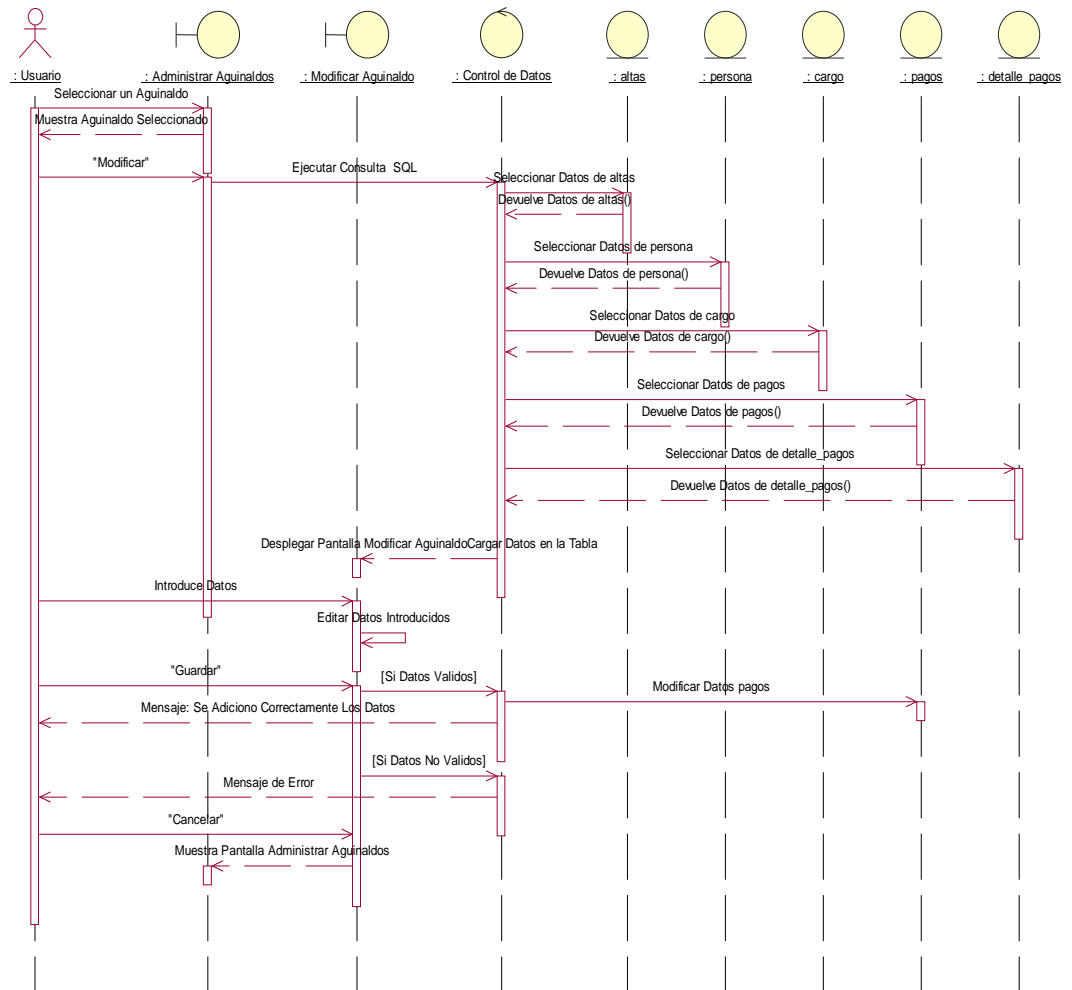 : Usuario
: Administrar Aguinaldos
: Modificar Aguinaldo
: Control de Datos
: altas
: persona
: cargo
: pagos
: detalle_pagos
Seleccionar un Aguinaldo
Muestra Aguinaldo Seleccionado
"Modificar"
Ejecutar Consulta SQL
Seleccionar Datos de altas
Devuelve Datos de altas()
Seleccionar Datos de persona
Devuelve Datos de persona()
Seleccionar Datos de cargo
Devuelve Datos de cargo()
Seleccionar Datos de pagos
Devuelve Datos de pagos()
Seleccionar Datos de detalle_pagos
Devuelve Datos de detalle_pagos()
Desplegar Pantalla Modificar AguinaldoCargar Datos en la Tabla
Introduce Datos
Editar Datos Introducidos
"Guardar"
[Si Datos Validos]
Modificar Datos pagos
Mensaje: Se Adiciono Correctamente Los Datos
[Si Datos No Validos]
Mensaje de Error
"Cancelar"
Muestra Pantalla Administrar Aguinaldos